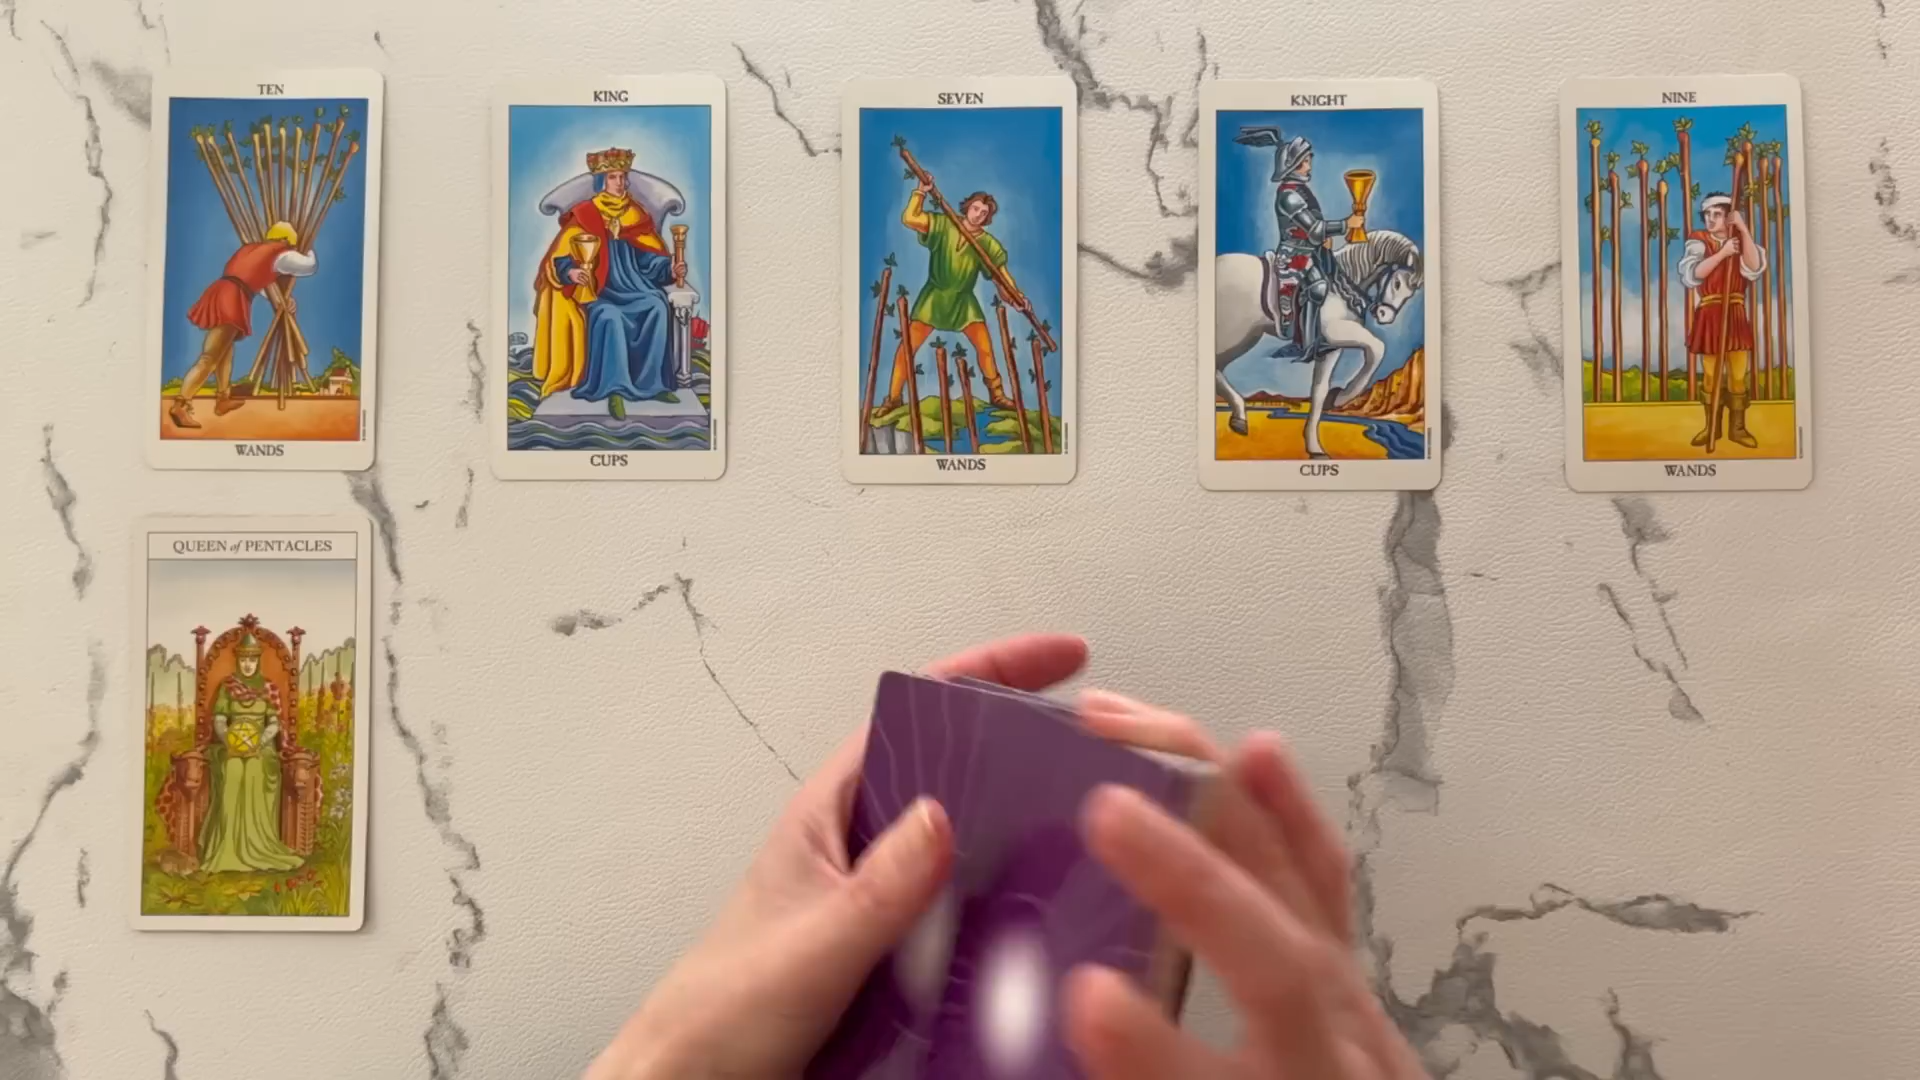 TEN
WANDS
KING
CUPS
SEVEN
WANDS
KNIGHT
CUPS
NINE
WANDS
QUEEN of PENTACLES